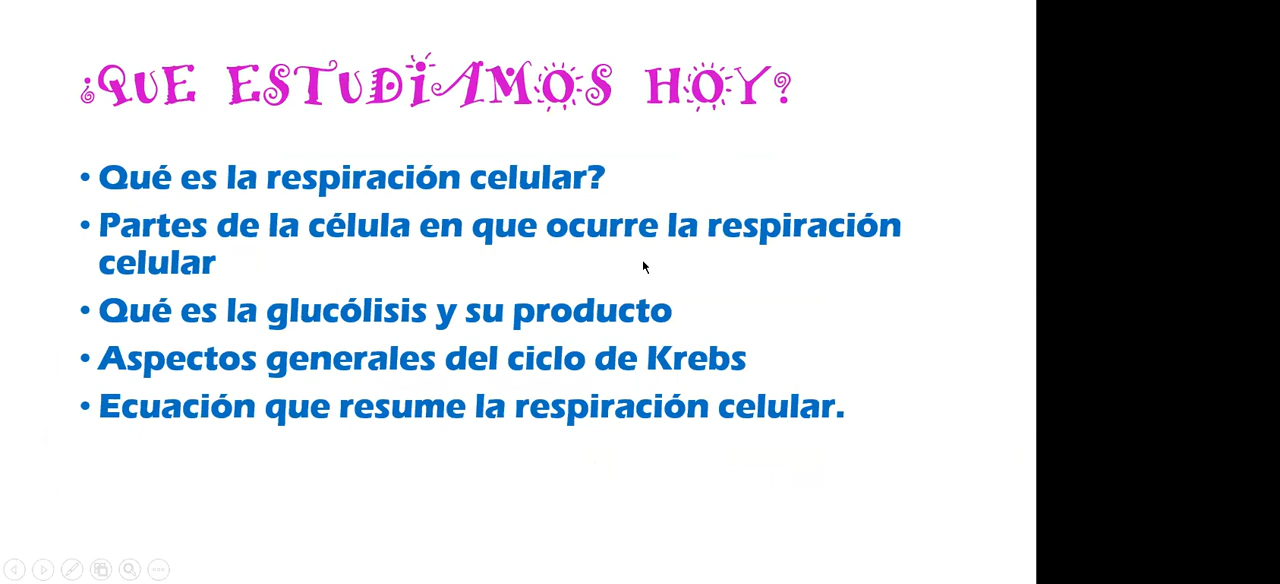 ¿QUE ESTUDIAMOS HOY?
• Qué es la respiración celular?
• Partes de la célula en que ocurre la respiración
celular
• Qué es la glucólisis y su producto
• Aspectos generales del ciclo de Krebs
• Ecuación que resume la respiración celular.